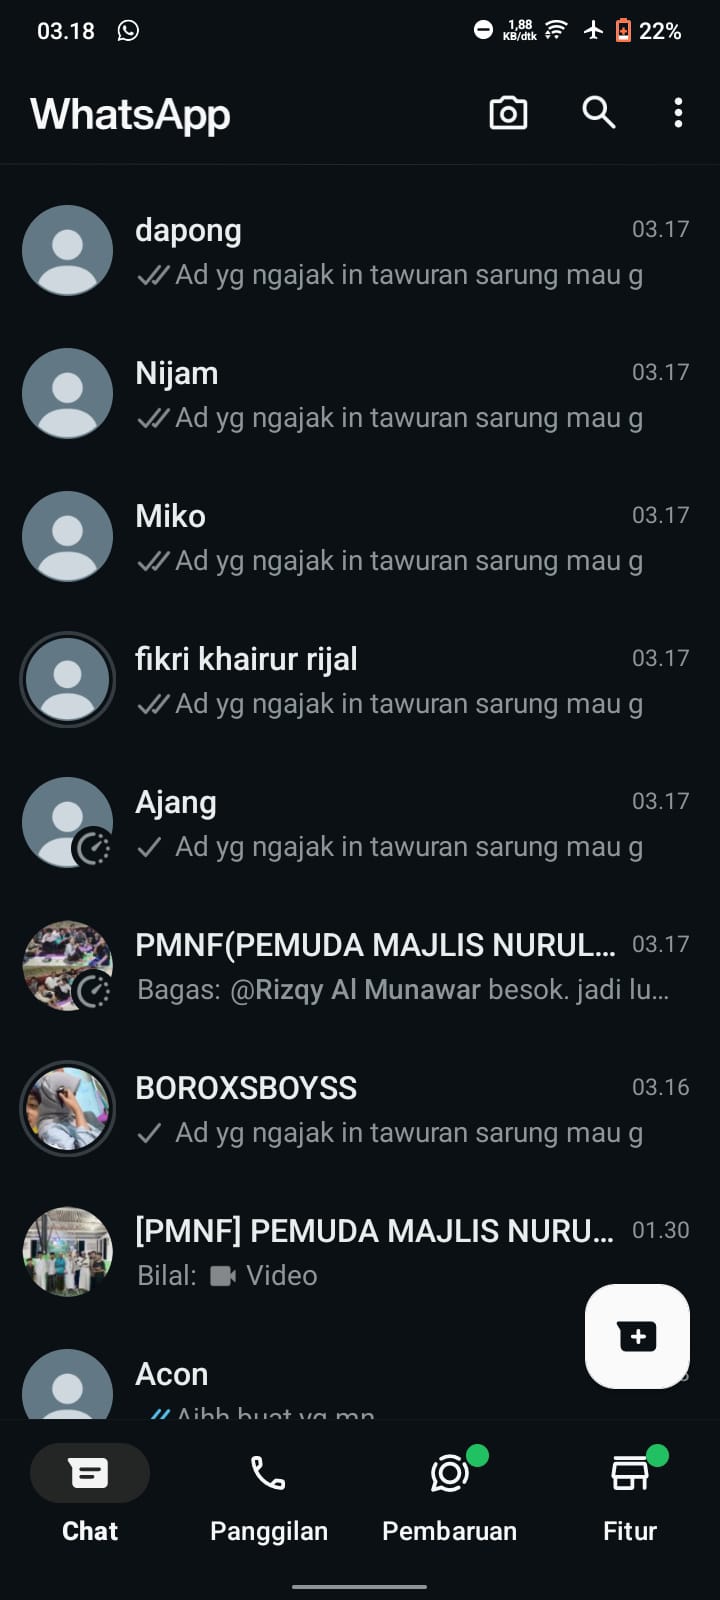 03.18 1,88 KB/dtk 22%
WhatsApp
dapong 03.17
Ad yg ngajak in tawuran sarung mau g
Nijam 03.17
Ad yg ngajak in tawuran sarung mau g
Miko 03.17
Ad yg ngajak in tawuran sarung mau g
fikri khairur rijal 03.17
Ad yg ngajak in tawuran sarung mau g
Ajang 03.17
Ad yg ngajak in tawuran sarung mau g
PMNF(PEMUDA MAJLIS NURUL... 03.17
Bagas: @Rizqy Al Munawar besok. jadi lu...
BOROXSBOYSS 03.16
Ad yg ngajak in tawuran sarung mau g
[PMNF] PEMUDA MAJLIS NURU... 01.30
Bilal: Video
Acon
buat yg mn
Chat Panggilan Pembaruan Fitur